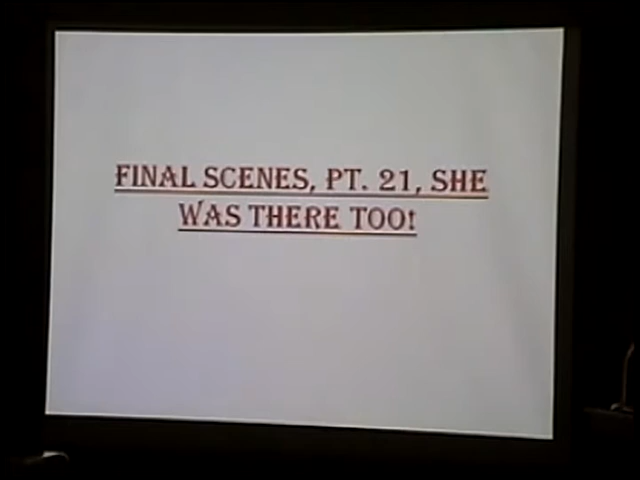 FINAL SCENES, PT. 21, SHE
WAS THERE TOO!